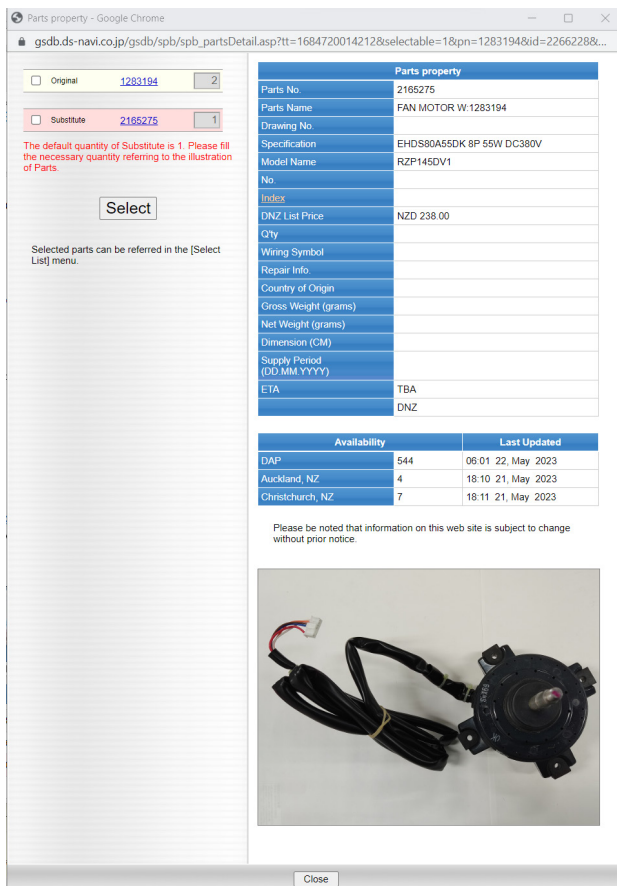 Parts property - Google Chrome
gsdb.ds-navi.co.jp/gsdb/spb/spb_partsDetail.asp?tt=1684720014212&selectable=1&pn=1283194&id=2266228&...
Original 1283194 2
Substitute 2165275 1
The default quantity of Substitute is 1. Please fill
the necessary quantity referring to the illustration
of Parts.
Select
Selected parts can be referred in the [Select
List] menu.
Parts property
Parts No. 2165275
Parts Name FAN MOTOR W:1283194
Drawing No.
Specification EHDS80A55DK 8P 55W DC380V
Model Name RZP145DV1
No.
Index
DNZ List Price NZD 238.00
Q'ty
Wiring Symbol
Repair Info.
Country of Origin
Gross Weight (grams)
Net Weight (grams)
Dimension (CM)
Supply Period
(DD.MM.YYYY)
ETA TBA
DNZ
Availability Last Updated
DAP 544 06:01 22, May 2023
Auckland, NZ 4 18:10 21, May 2023
Christchurch, NZ 7 18:11 21, May 2023
Please be noted that information on this web site is subject to change
without prior notice.
Close